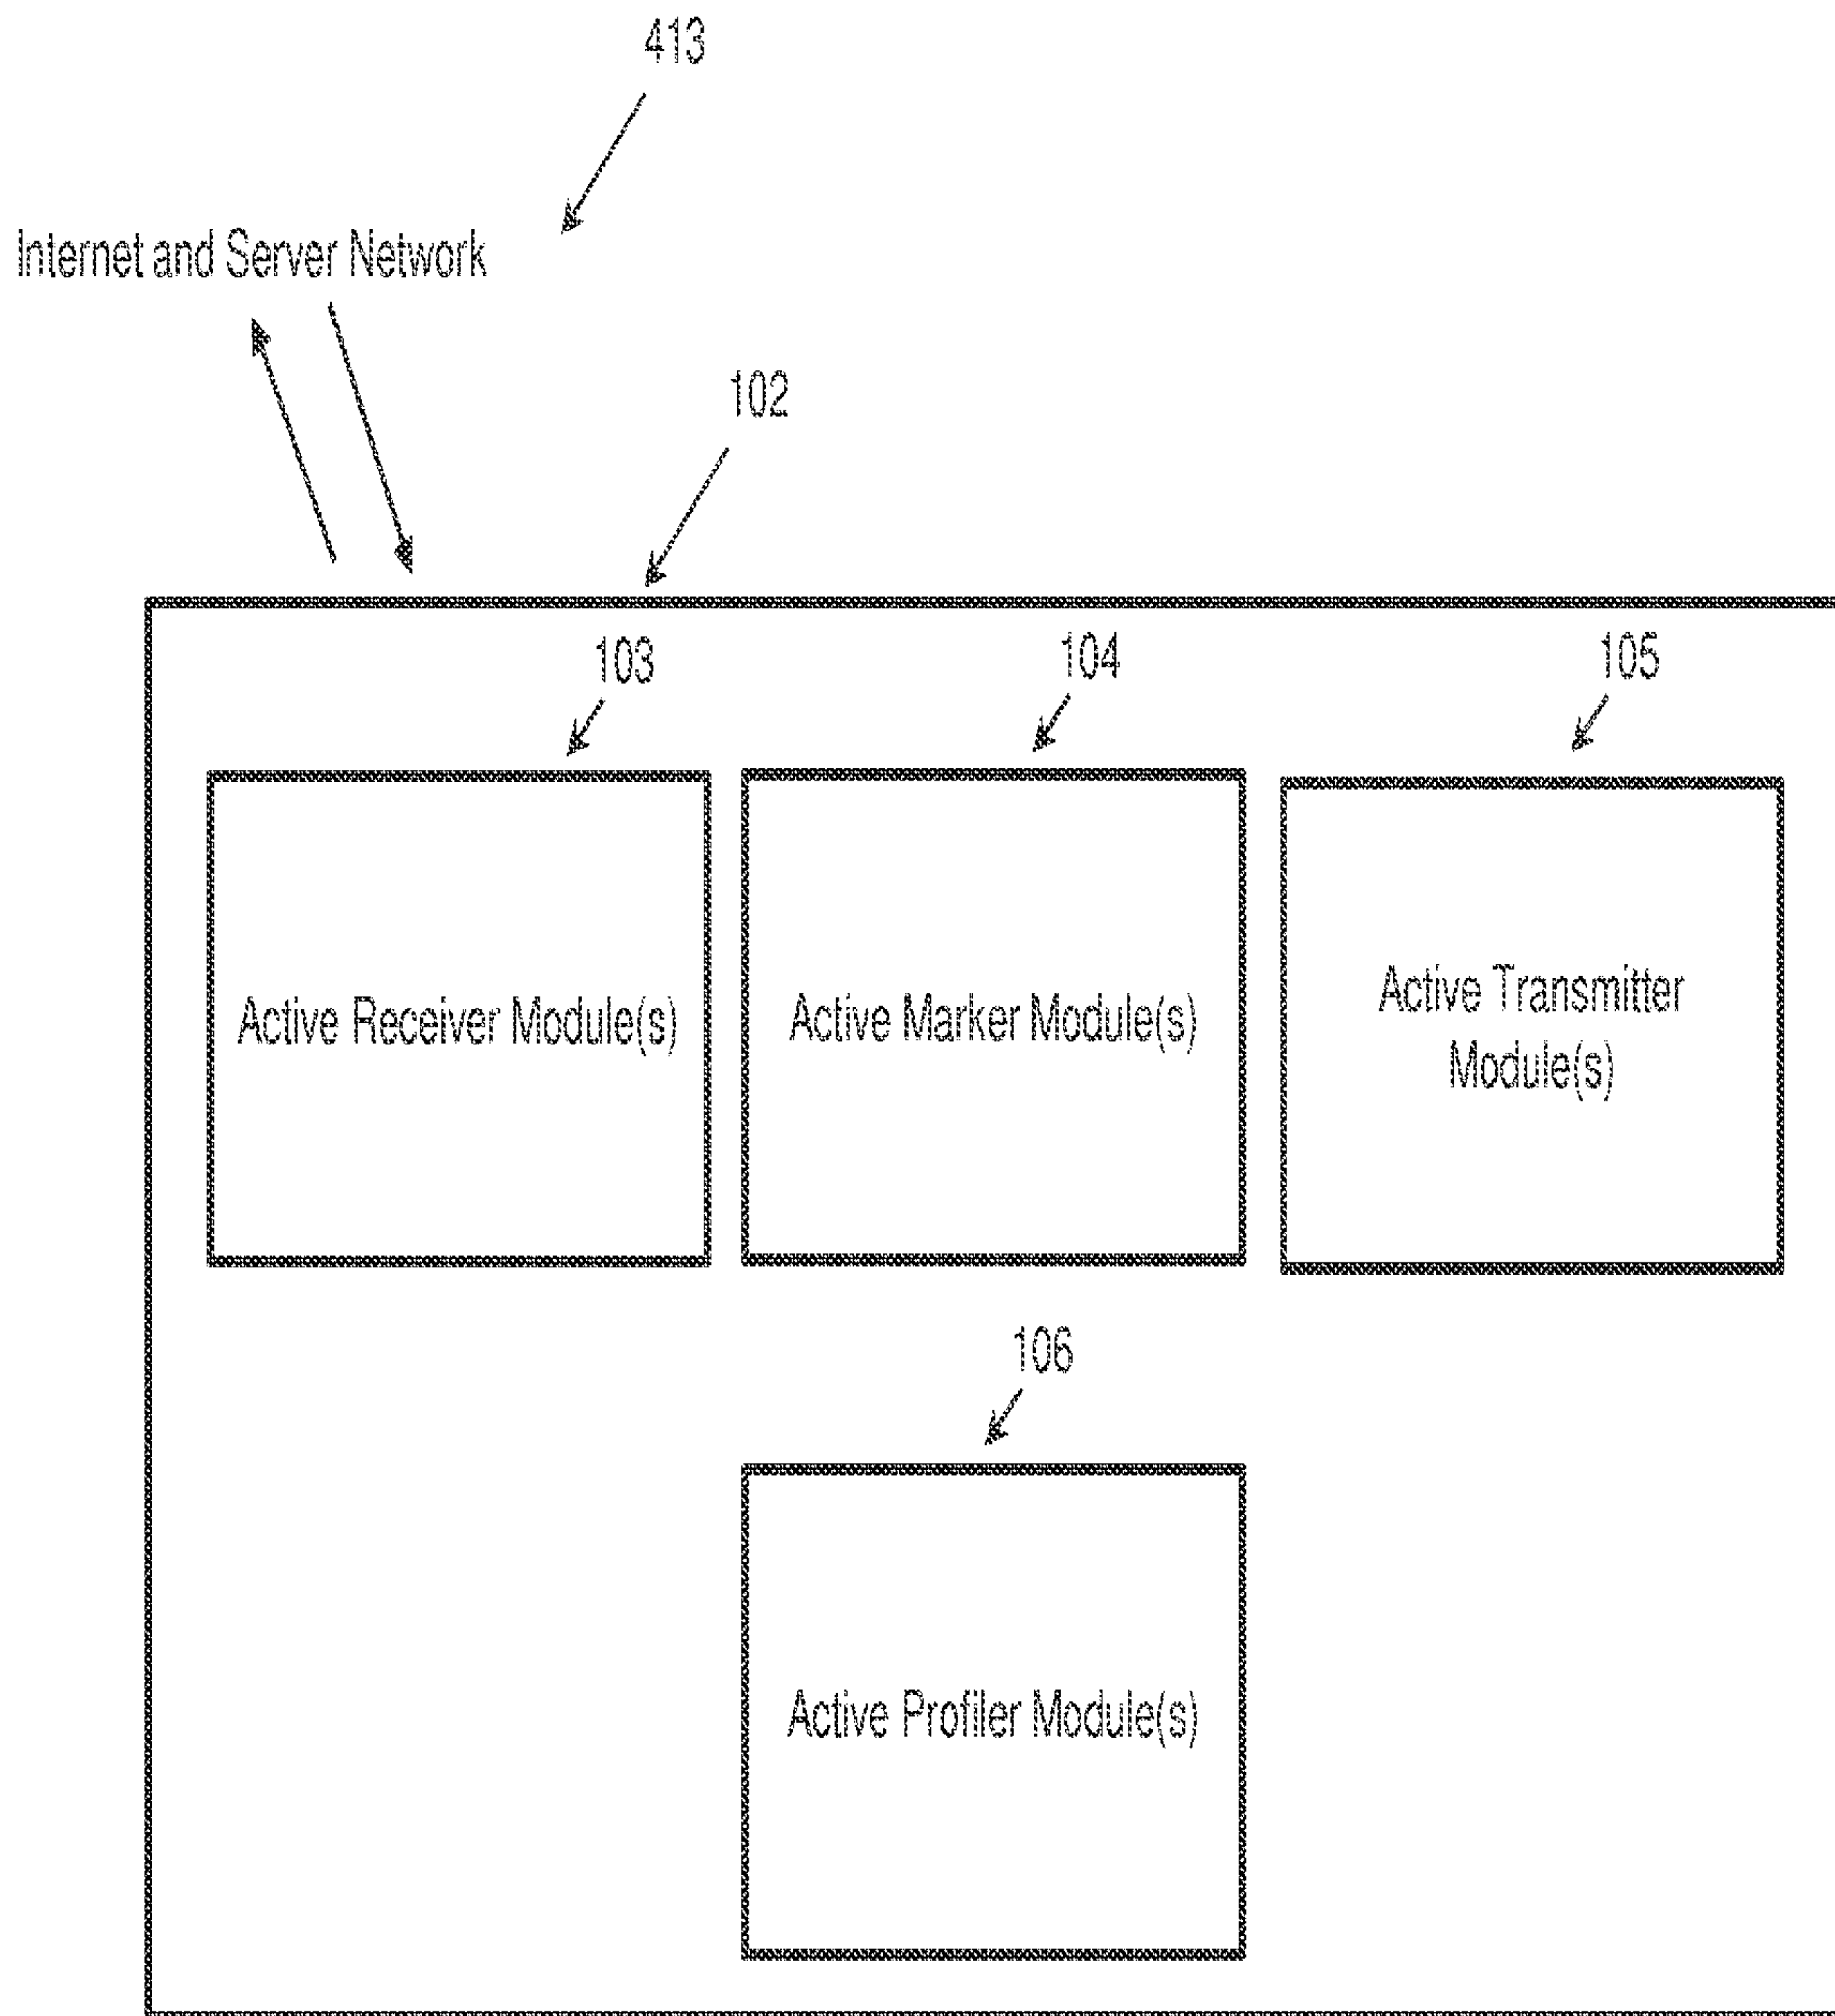 413
Internet and Server Network
102
103
104
105
Active Receiver Module(s)
Active Marker Module(s)
Active Transmitter
Module(s)
106
Active Profiler Module(s)